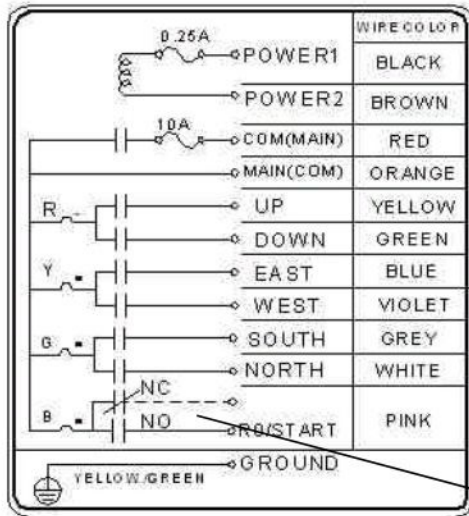 WIRE COLOR
0.25A
POWER1 BLACK
POWER2 BROWN
10A
COM(MAIN) RED
MAIN(COM) ORANGE
R UP YELLOW
DOWN GREEN
Y EAST BLUE
WEST VIOLET
G SOUTH GREY
NORTH WHITE
NC
B NO R0/START PINK
GROUND
YELLOW/GREEN